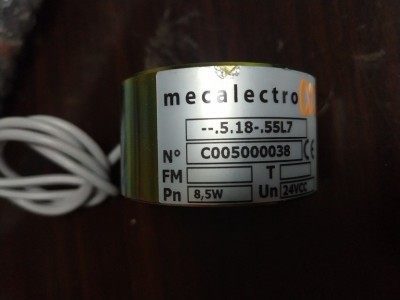 mecalectro
--.5.18-.55L7
N° C005000038 CE
FM T
Pn 8,5W Un 24VCC